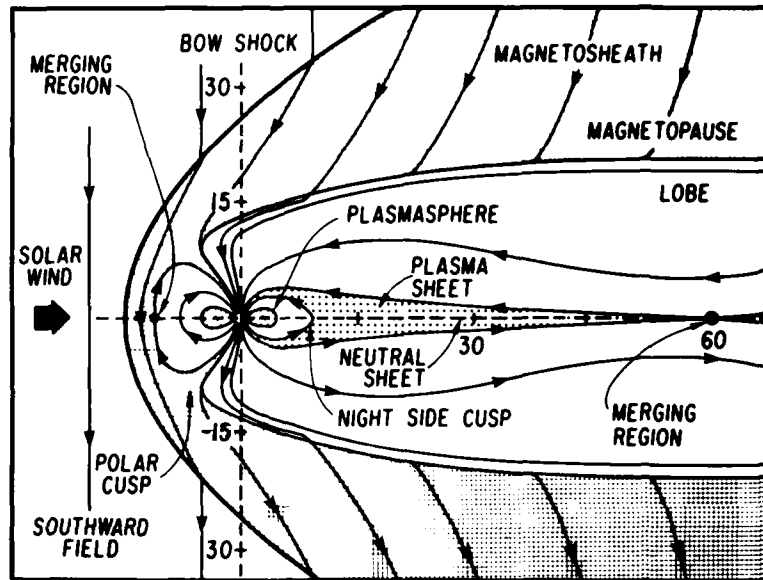 BOW SHOCK
MERGING
REGION
30
MAGNETOSHEATH
MAGNETOPAUSE
15
LOBE
PLASMASPHERE
SOLAR
WIND
PLASMA
SHEET
30
60
NEUTRAL
SHEET
NIGHT SIDE CUSP
MERGING
REGION
-15
POLAR
CUSP
SOUTHWARD
FIELD
30